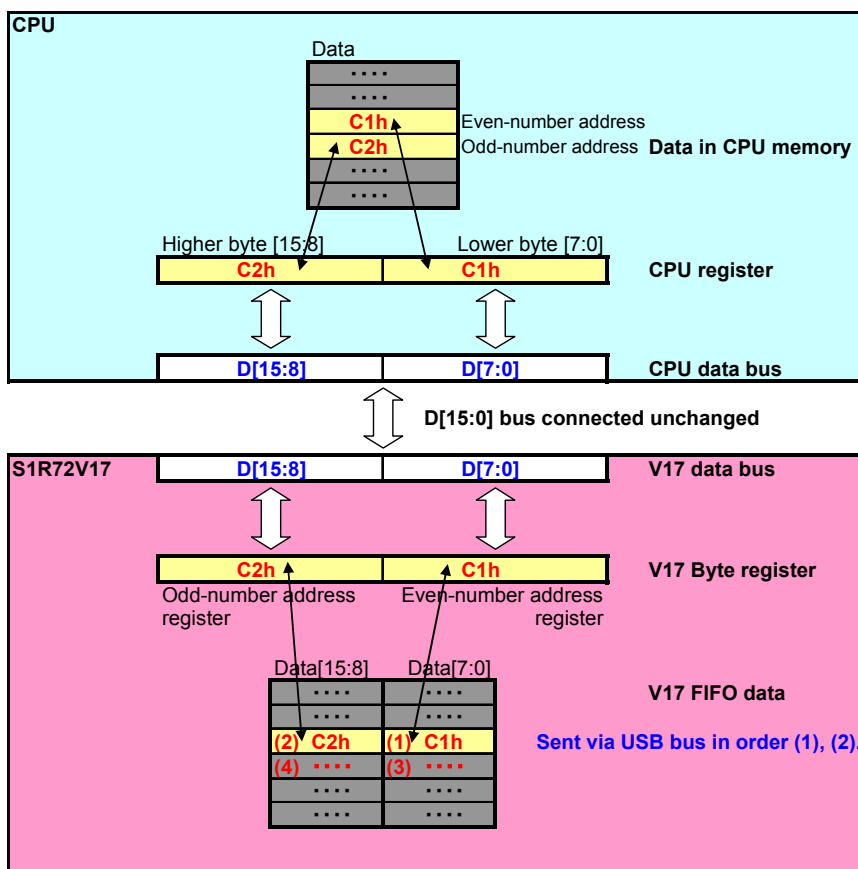 CPU
Data
····
····
C1h Even-number address
C2h Odd-number address Data in CPU memory
····
····
Higher byte [15:8] Lower byte [7:0]
C2h C1h CPU register
D[15:8] D[7:0] CPU data bus
D[15:0] bus connected unchanged
S1R72V17 D[15:8] D[7:0] V17 data bus
C2h C1h V17 Byte register
Odd-number address register
Even-number address register
Data[15:8] Data[7:0]
···· ···· V17 FIFO data
···· ····
(2) C2h (1) C1h Sent via USB bus in order (1), (2).
(4) ···· (3) ····
···· ····
···· ····